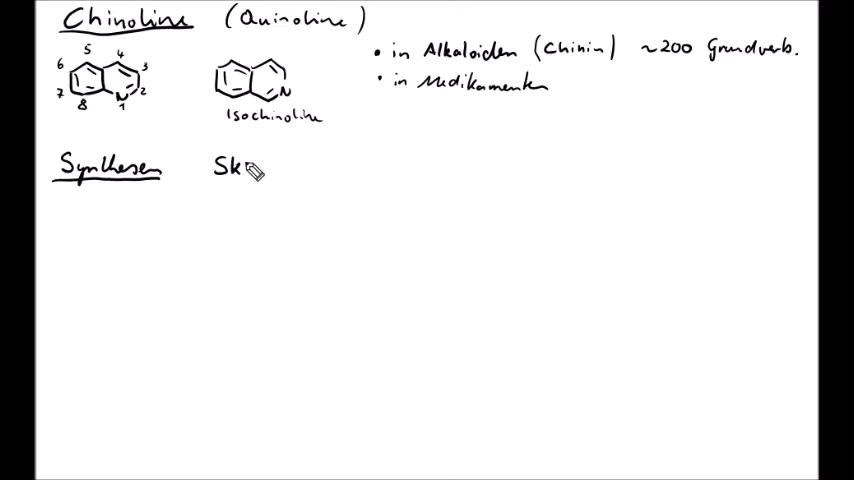 Chinoline (Quinoline)
• in Alkaloiden (Chinin) ~200 Grundverb.
• in Medikamenten
5 4
6 3
7 2
8 N 1
N
Isochinoline
Synthesen Sk